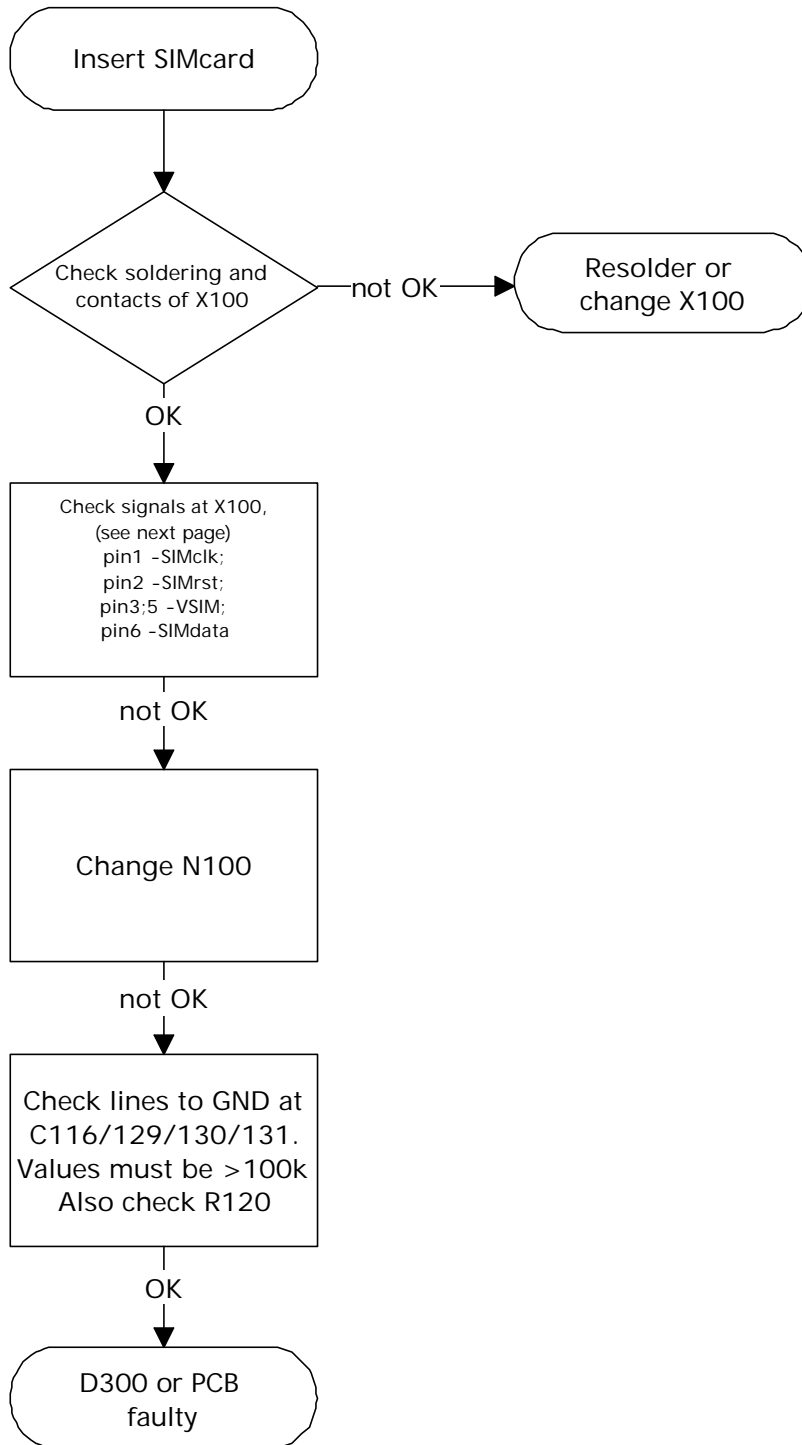 Insert SIMcard
Check soldering and
contacts of X100
not OK
Resolder or
change X100
OK
Check signals at X100,
(see next page)
pin1 -SIMclk;
pin2 -SIMrst;
pin3;5 -VSIM;
pin6 -SIMdata
not OK
Change N100
not OK
Check lines to GND at
C116/129/130/131.
Values must be >100k
Also check R120
OK
D300 or PCB
faulty